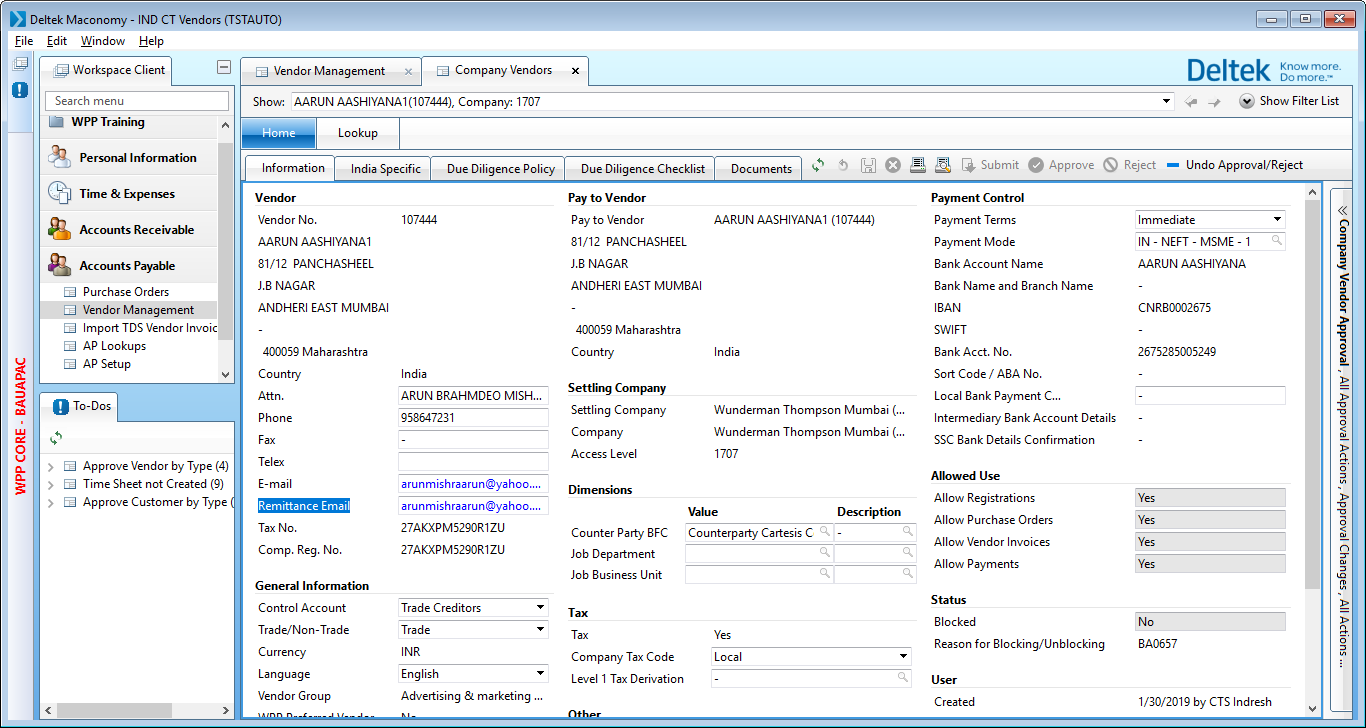 Deltek Maconomy - IND CT Vendors (TSTAUTO)
File Edit Window Help
Workspace Client
Search menu
WPP Training
Personal Information
Time & Expenses
Accounts Receivable
Accounts Payable
Purchase Orders
Vendor Management
Import TDS Vendor Invoic
AP Lookups
AP Setup
WPP CORE - BAUAPAC
To-Dos
Approve Vendor by Type (4)
Time Sheet not Created (9)
Approve Customer by Type (
Vendor Management
Company Vendors
Deltek Know more.
Do more.™
Show: AARUN AASHIYANA1(107444), Company: 1707
Show Filter List
Home Lookup
Information India Specific Due Diligence Policy Due Diligence Checklist Documents
Submit Approve Reject Undo Approval/Reject
Vendor
Vendor No. 107444
AARUN AASHIYANA1
81/12 PANCHASHEEL
J.B NAGAR
ANDHERI EAST MUMBAI
-
400059 Maharashtra
Country India
Attn. ARUN BRAHMDEO MISH...
Phone 958647231
Fax -
Telex
E-mail arunmishraarun@yahoo....
Remittance Email arunmishraarun@yahoo....
Tax No. 27AKXPM5290R1ZU
Comp. Reg. No. 27AKXPM5290R1ZU
General Information
Control Account Trade Creditors
Trade/Non-Trade Trade
Currency INR
Language English
Vendor Group Advertising & marketing ...
WPP Preferred Vendor No
Pay to Vendor
Pay to Vendor AARUN AASHIYANA1 (107444)
81/12 PANCHASHEEL
J.B NAGAR
ANDHERI EAST MUMBAI
-
400059 Maharashtra
Country India
Settling Company
Settling Company Wunderman Thompson Mumbai (...
Company Wunderman Thompson Mumbai (...
Access Level 1707
Dimensions
Value Description
Counter Party BFC Counterparty Cartesis C -
Job Department
Job Business Unit
Tax
Tax Yes
Company Tax Code Local
Level 1 Tax Derivation -
Other
Payment Control
Payment Terms Immediate
Payment Mode IN - NEFT - MSME - 1
Bank Account Name AARUN AASHIYANA
Bank Name and Branch Name -
IBAN CNRB0002675
SWIFT -
Bank Acct. No. 2675285005249
Sort Code / ABA No. -
Local Bank Payment C... -
Intermediary Bank Account Details -
SSC Bank Details Confirmation -
Allowed Use
Allow Registrations Yes
Allow Purchase Orders Yes
Allow Vendor Invoices Yes
Allow Payments Yes
Status
Blocked No
Reason for Blocking/Unblocking BA0657
User
Created 1/30/2019 by CTS Indresh
Company Vendor Approval , All Approval Actions , Approval Changes , All Actions ...